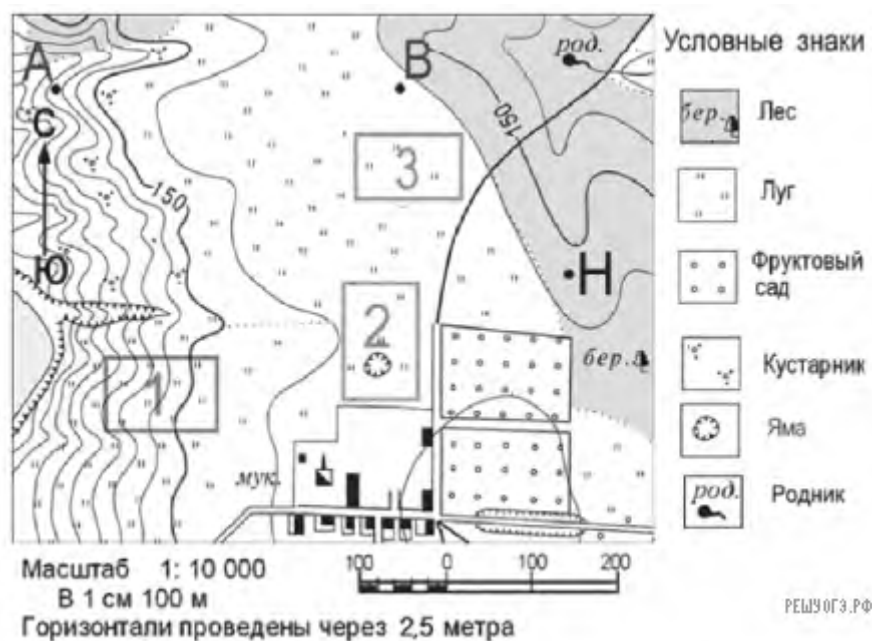 род.
Условные знаки
А
В
бер.
Лес
С
150
3
Луг
150
Ю
Н
Фруктовый
сад
2
1
бер.
Кустарник
Яма
мук.
род.
Родник
Масштаб 1: 10 000
100 0 100 200
В 1 см 100 м
Горизонтали проведены через 2,5 метра
РЕШУОГЭ.РФ